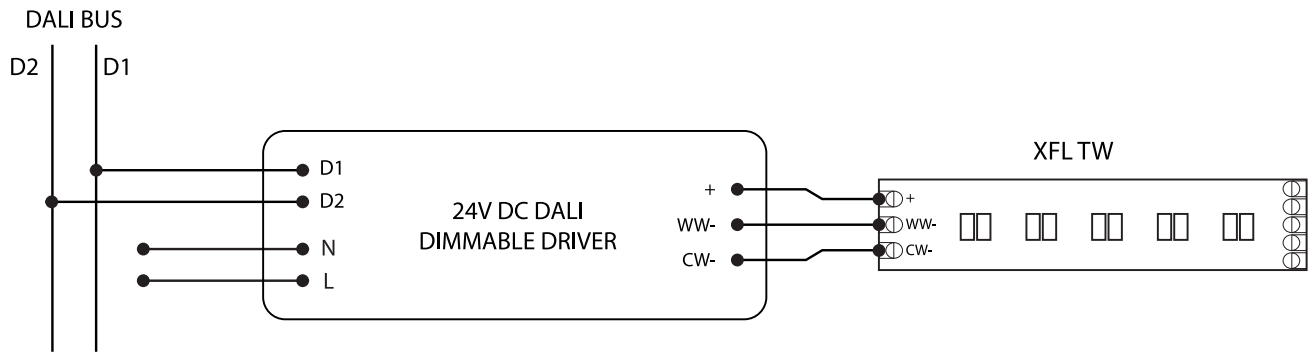 DALI BUS
D2
D1
D1
D2
N
L
24V DC DALI
DIMMABLE DRIVER
+
WW-
CW-
XFL TW
+
WW-
CW-